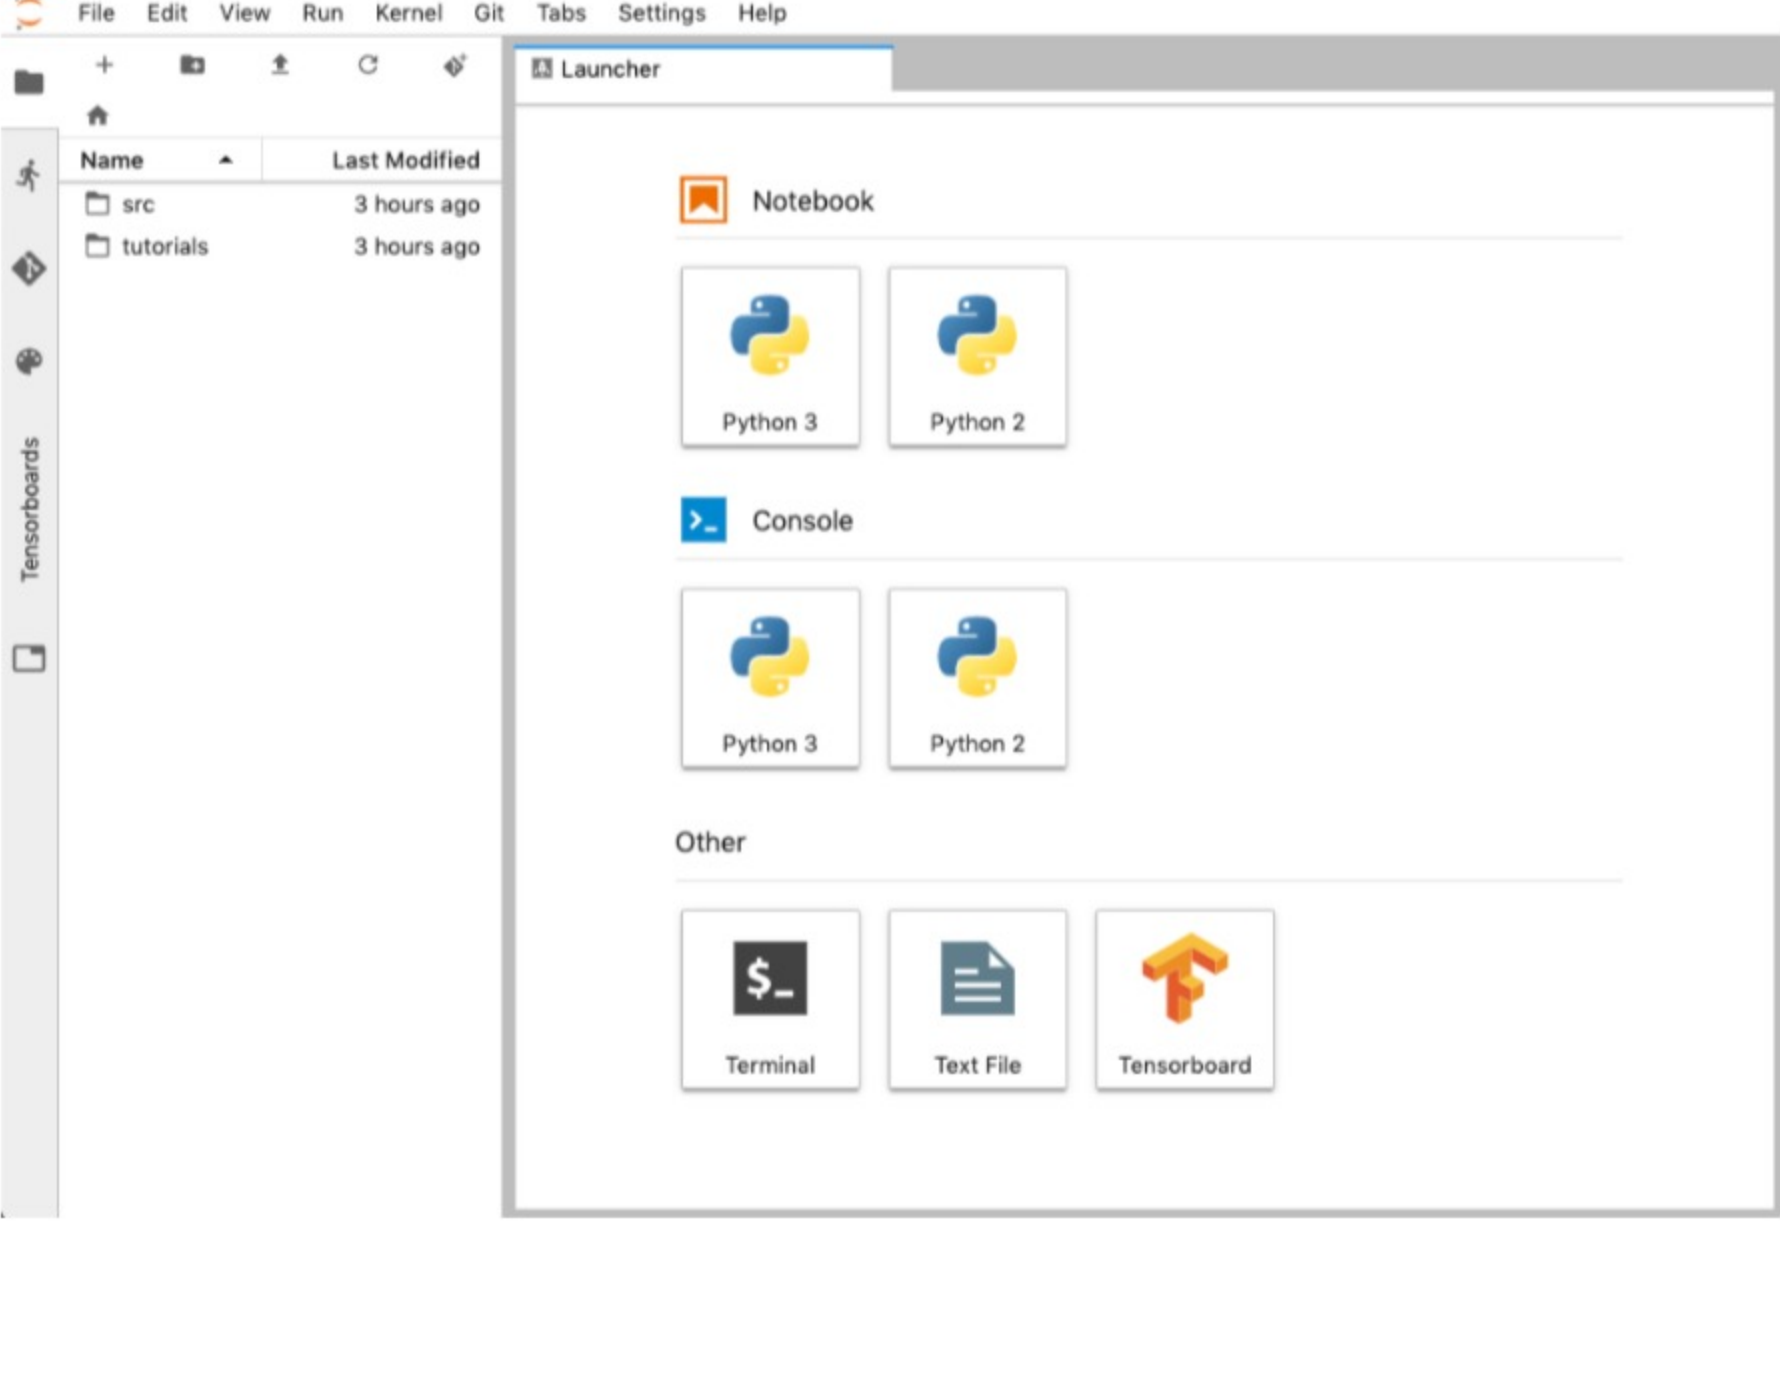 File Edit View Run Kernel Git Tabs Settings Help
Launcher
Name Last Modified
src 3 hours ago
tutorials 3 hours ago
Tensorboards
Notebook
Python 3 Python 2
Console
Python 3 Python 2
Other
$_
Terminal Text File Tensorboard